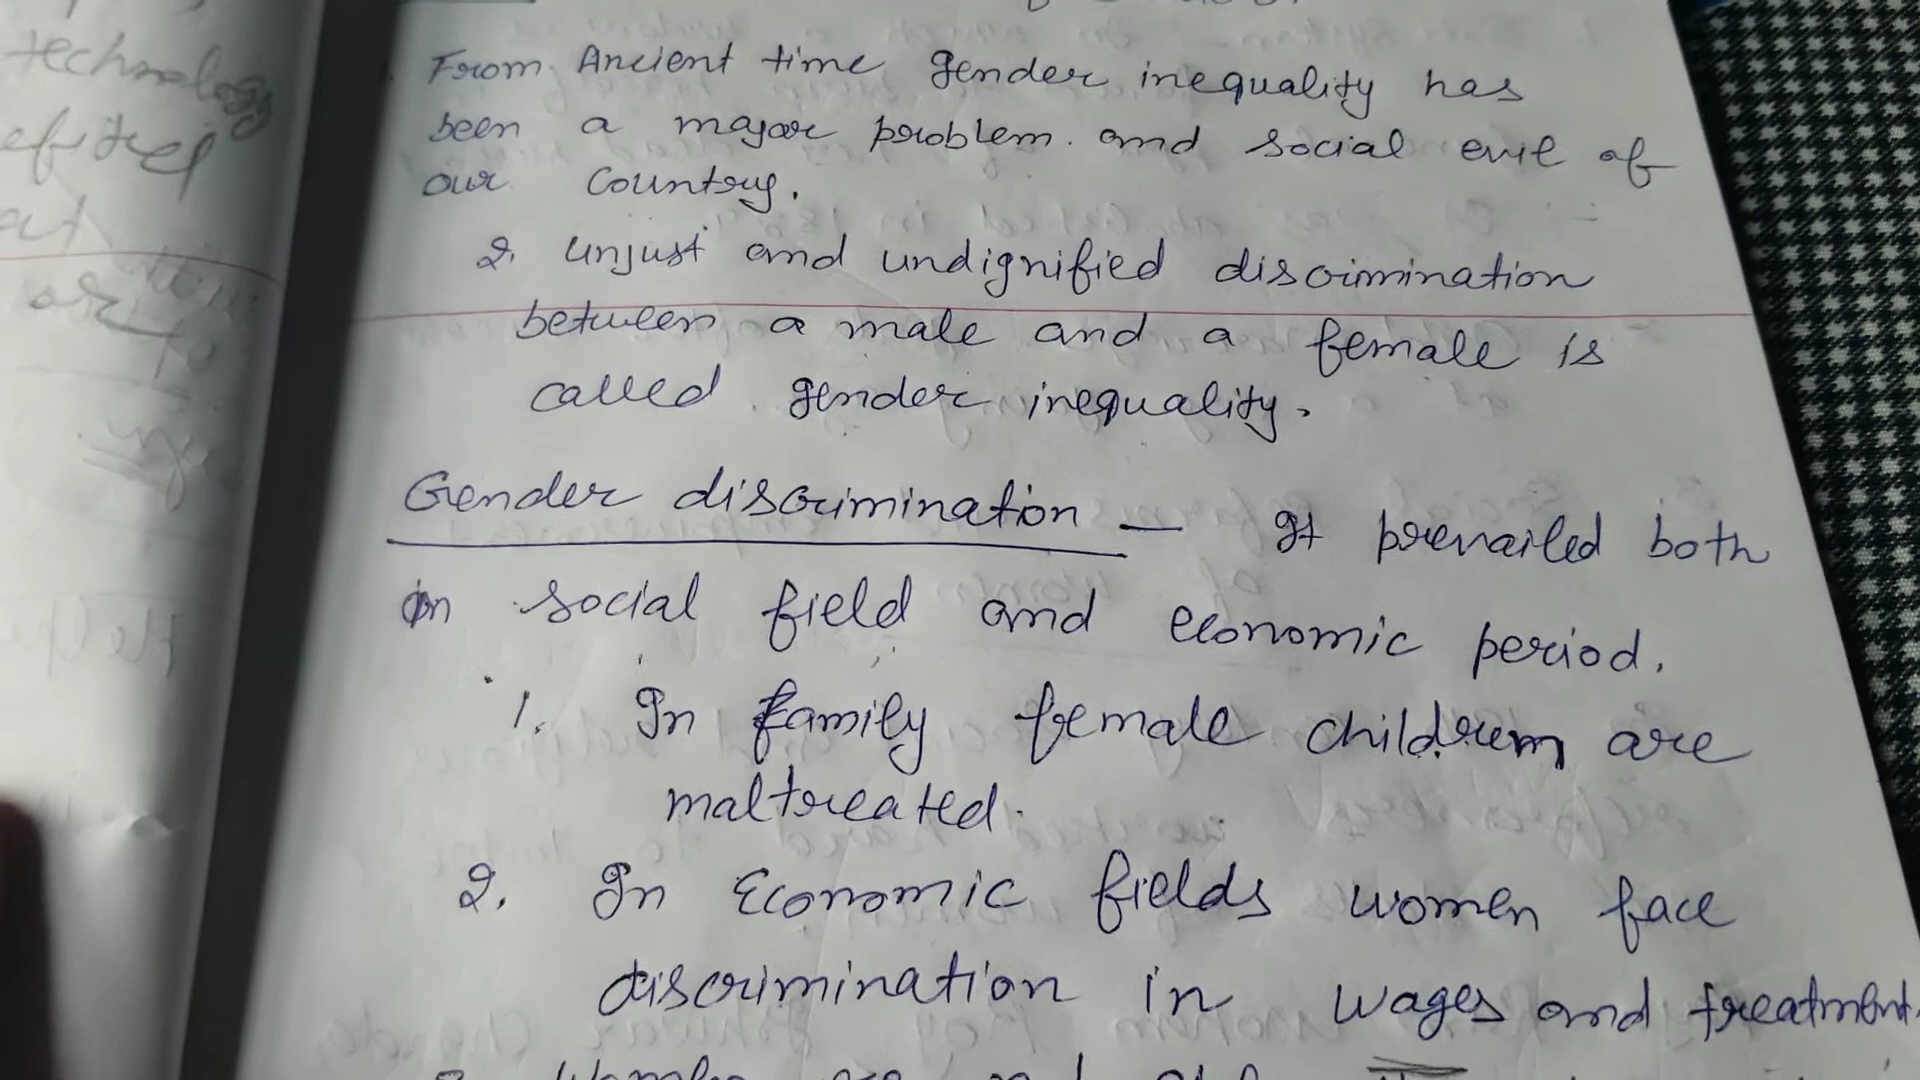 technology
From Ancient time gender inequality has
been a major problem. and social evil of
our Country.
2. unjust and undignified discrimination
between a male and a female is
called gender inequality.
Gender discrimination — It prevailed both
in social field and economic period.
1. In family female children are
maltreated.
2. In Economic fields women face
discrimination in wages and treatment.